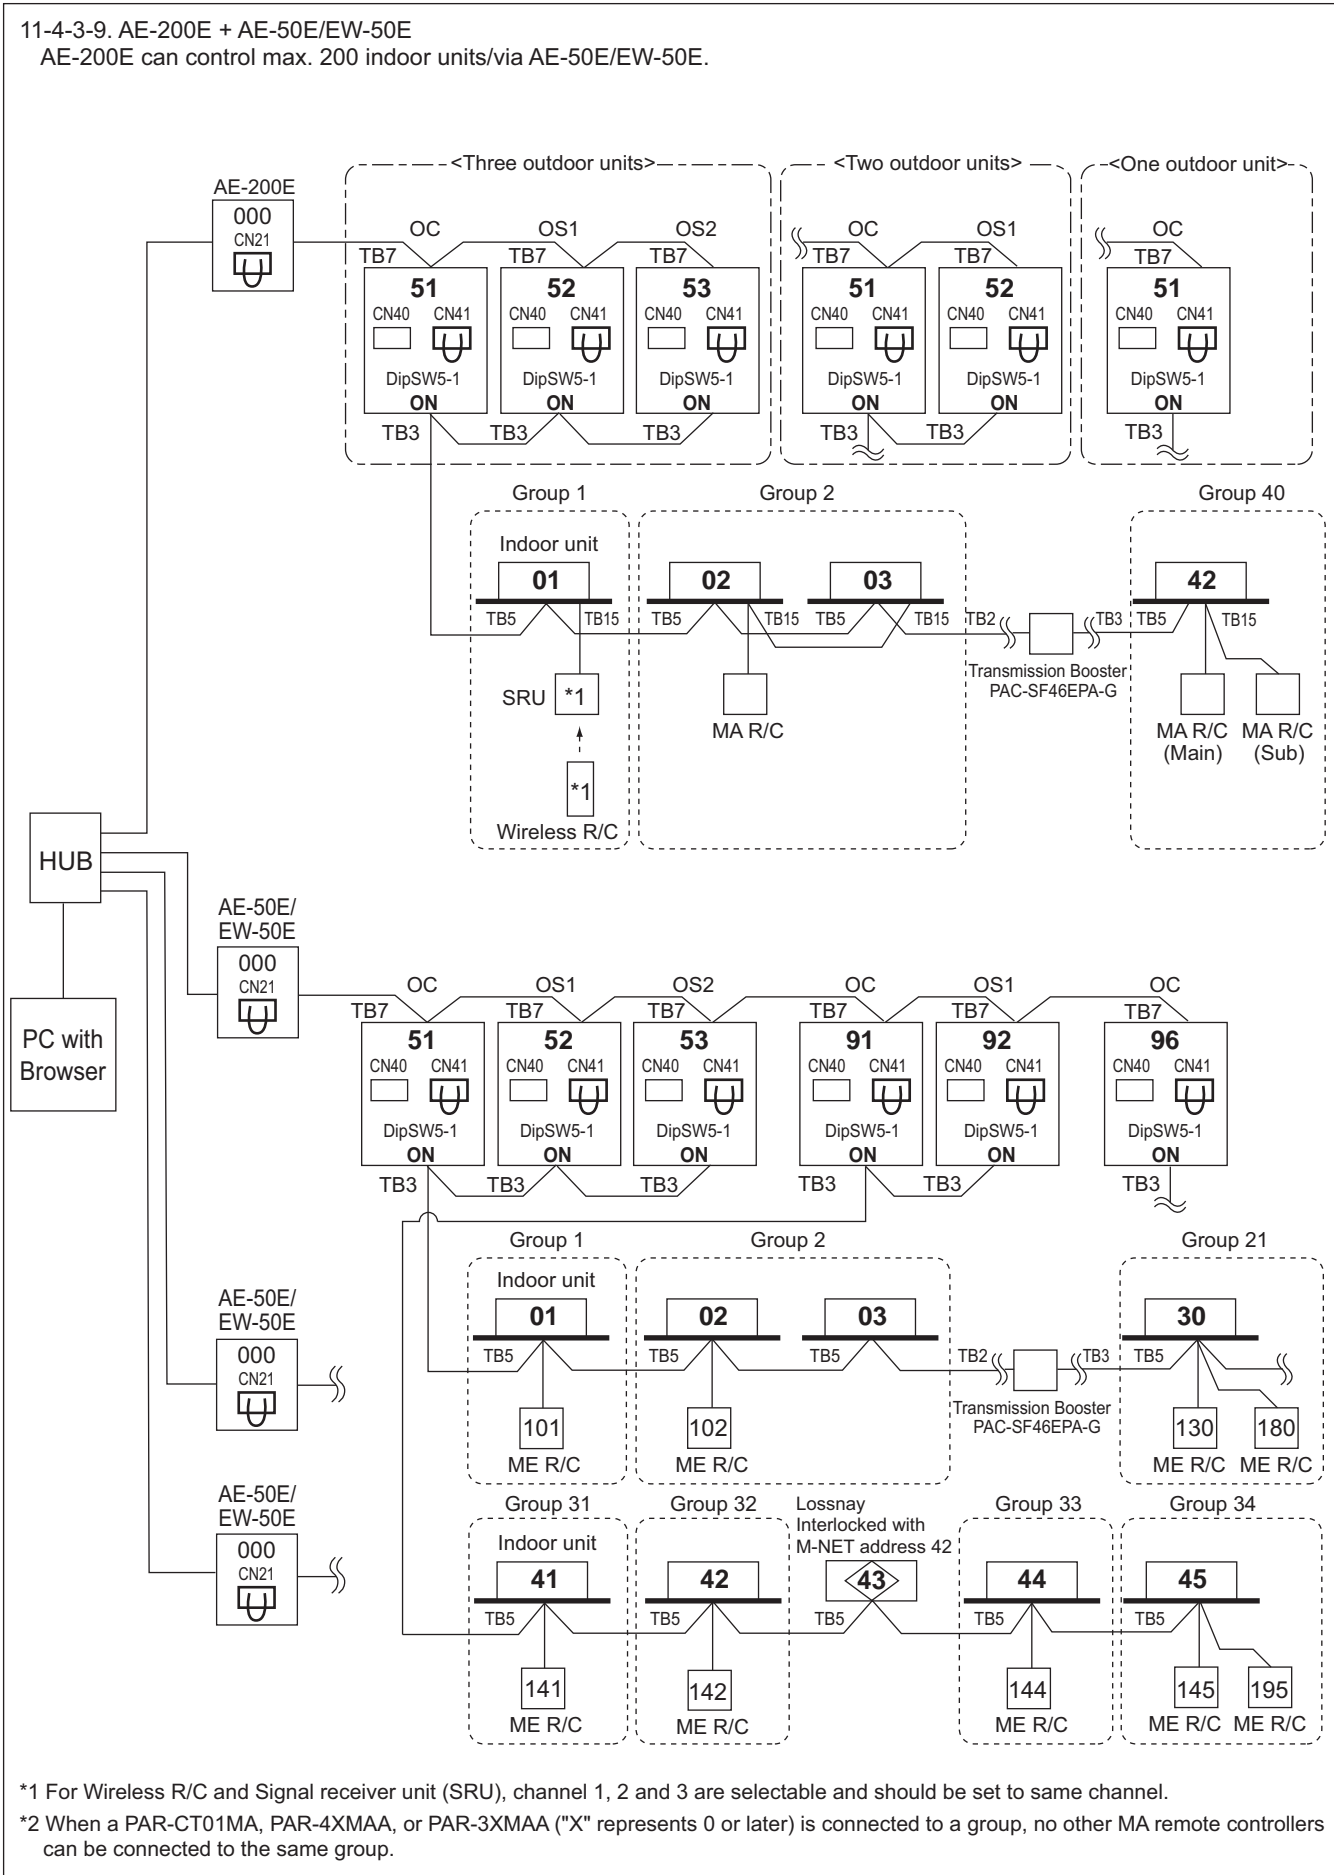 11-4-3-9. AE-200E + AE-50E/EW-50E
AE-200E can control max. 200 indoor units/via AE-50E/EW-50E.
<Three outdoor units>
<Two outdoor units>
<One outdoor unit>
AE-200E
000
CN21
OC OS1 OS2 OC OS1 OC
TB7 TB7 TB7 TB7 TB7 TB7
51 52 53 51 52 51
CN40 CN41 CN40 CN41 CN40 CN41 CN40 CN41 CN40 CN41 CN40 CN41
DipSW5-1 DipSW5-1 DipSW5-1 DipSW5-1 DipSW5-1 DipSW5-1
ON ON ON ON ON ON
TB3 TB3 TB3 TB3 TB3 TB3
Group 1 Group 2 Group 40
Indoor unit
01 02 03 42
TB5 TB15 TB5 TB15 TB5 TB15 TB2 TB3 TB5 TB15
Transmission Booster
PAC-SF46EPA-G
SRU *1
MA R/C
MA R/C
(Main)
MA R/C
(Sub)
*1
Wireless R/C
HUB
PC with
Browser
AE-50E/
EW-50E
000
CN21
OC OS1 OS2 OC OS1 OC
TB7 TB7 TB7 TB7 TB7 TB7
51 52 53 91 92 96
CN40 CN41 CN40 CN41 CN40 CN41 CN40 CN41 CN40 CN41 CN40 CN41
DipSW5-1 DipSW5-1 DipSW5-1 DipSW5-1 DipSW5-1 DipSW5-1
ON ON ON ON ON ON
TB3 TB3 TB3 TB3 TB3 TB3
Group 1 Group 2 Group 21
Indoor unit
01 02 03 30
TB5 TB5 TB5 TB2 TB3 TB5
Transmission Booster
PAC-SF46EPA-G
101 102 130 180
ME R/C ME R/C ME R/C ME R/C
AE-50E/
EW-50E
000
CN21
AE-50E/
EW-50E
000
CN21
Group 31 Group 32 Group 33 Group 34
Lossnay
Interlocked with
M-NET address 42
Indoor unit
41 42 43 44 45
TB5 TB5 TB5 TB5 TB5
141 142 144 145 195
ME R/C ME R/C ME R/C ME R/C ME R/C
*1 For Wireless R/C and Signal receiver unit (SRU), channel 1, 2 and 3 are selectable and should be set to same channel.
*2 When a PAR-CT01MA, PAR-4XMAA, or PAR-3XMAA ("X" represents 0 or later) is connected to a group, no other MA remote controllers
can be connected to the same group.